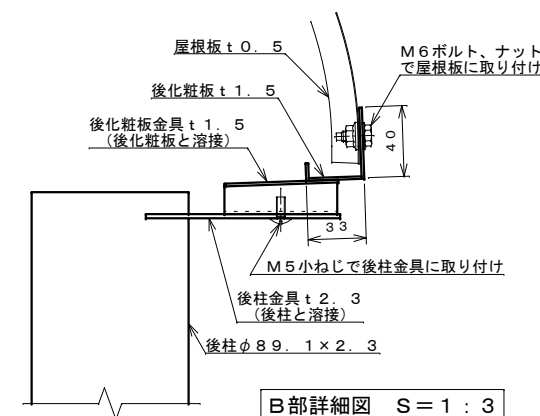 屋根板ｔ０．５
Ｍ６ボルト、ナット
で屋根板に取り付け
後化粧板ｔ１．５
後化粧板金具ｔ１．５
（後化粧板と溶接）
４０
３３
Ｍ５小ねじで後柱金具に取り付け
後柱金具ｔ２．３
（後柱と溶接）
後柱φ８９．１×２．３
Ｂ部詳細図　Ｓ＝１：３